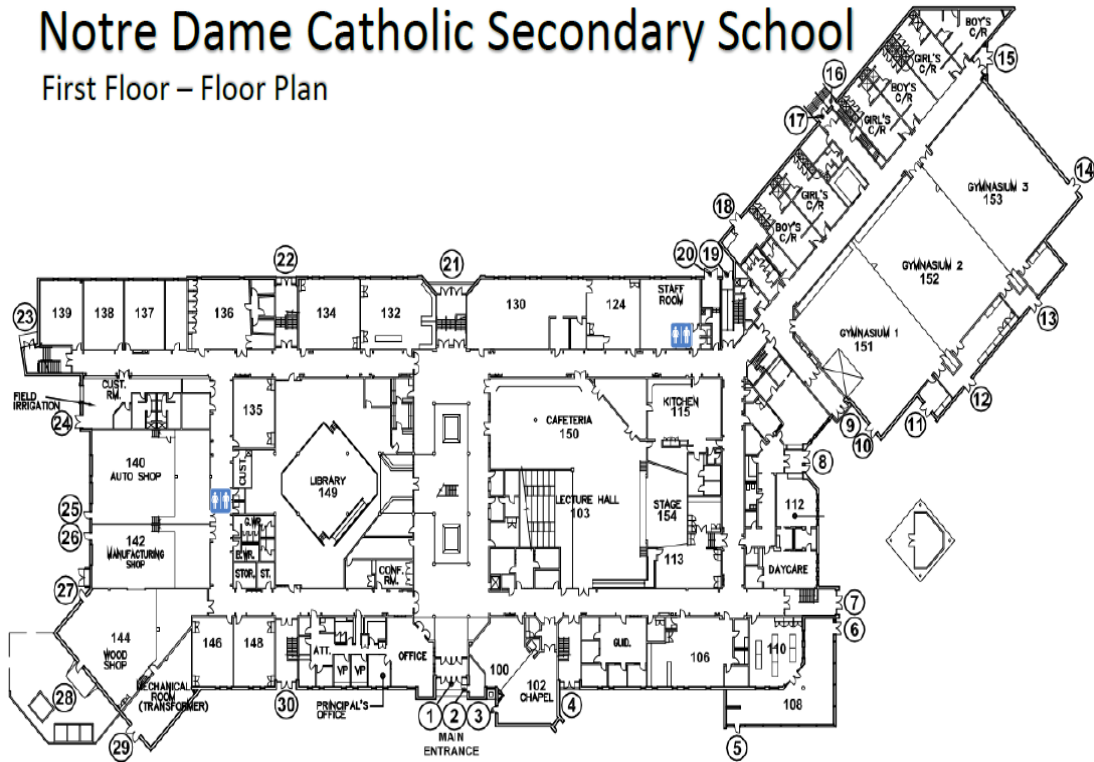 Notre Dame Catholic Secondary School
First Floor – Floor Plan
BOY'S
C/R
GIRL'S
C/R
BOY'S
C/R
GIRL'S
C/R
15
16
17
GYMNASIUM 3
153
14
GIRL'S
C/R
BOY'S
C/R
18
GYMNASIUM 2
152
13
GYMNASIUM 1
151
12
11
10
9
8
20
19
22
21
23
139
138
137
136
134
132
130
124
STAFF
ROOM
CUST.
RM.
FIELD
IRRIGATION
24
135
140
AUTO SHOP
CUST.
LIBRARY
149
CAFETERIA
150
KITCHEN
115
LECTURE HALL
103
STAGE
154
112
25
26
142
MANUFACTURING
SHOP
G.WR.
B.WR.
STOR.
ST.
CONF.
RM.
113
DAYCARE
27
7
6
144
WOOD
SHOP
146
148
ATT.
OFFICE
VP
VP
100
102
CHAPEL
GUID.
106
110
108
MECHANICAL
ROOM
(TRANSFORMER)
28
29
30
PRINCIPAL'S
OFFICE
1
2
3
4
5
MAIN
ENTRANCE